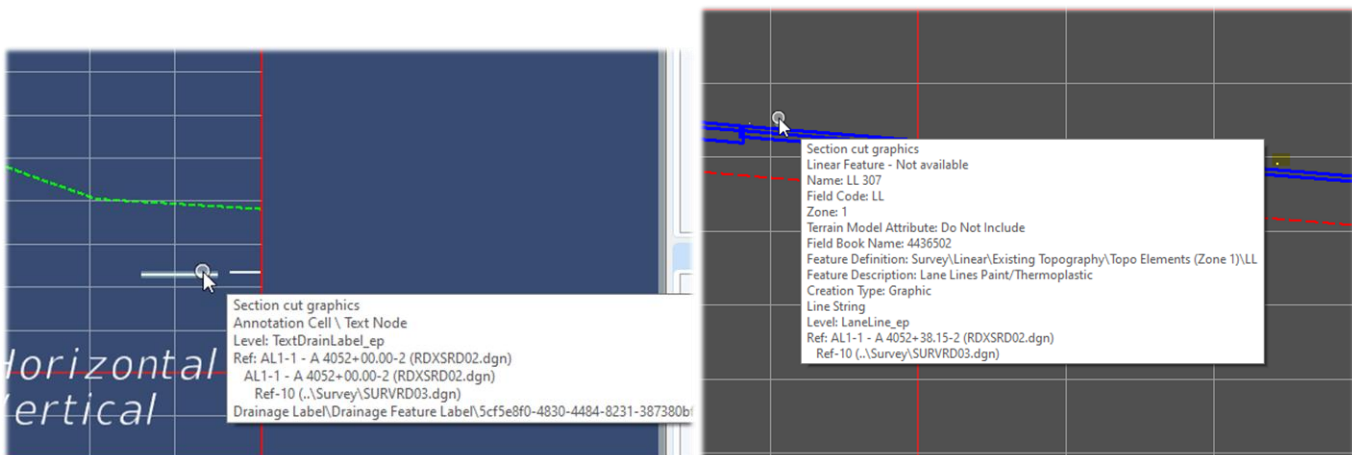 Horizontal
Vertical
Section cut graphics
Annotation Cell \ Text Node
Level: TextDrainLabel_ep
Ref: AL1-1 - A 4052+00.00-2 (RDXSRD02.dgn)
AL1-1 - A 4052+00.00-2 (RDXSRD02.dgn)
Ref-10 (..\Survey\SURVRD03.dgn)
Drainage Label\Drainage Feature Label\5cf5e8f0-4830-4484-8231-387380bf
Section cut graphics
Linear Feature - Not available
Name: LL 307
Field Code: LL
Zone: 1
Terrain Model Attribute: Do Not Include
Field Book Name: 4436502
Feature Definition: Survey\Linear\Existing Topography\Topo Elements (Zone 1)\LL
Feature Description: Lane Lines Paint/Thermoplastic
Creation Type: Graphic
Line String
Level: LaneLine_ep
Ref: AL1-1 - A 4052+38.15-2 (RDXSRD02.dgn)
Ref-10 (..\Survey\SURVRD03.dgn)